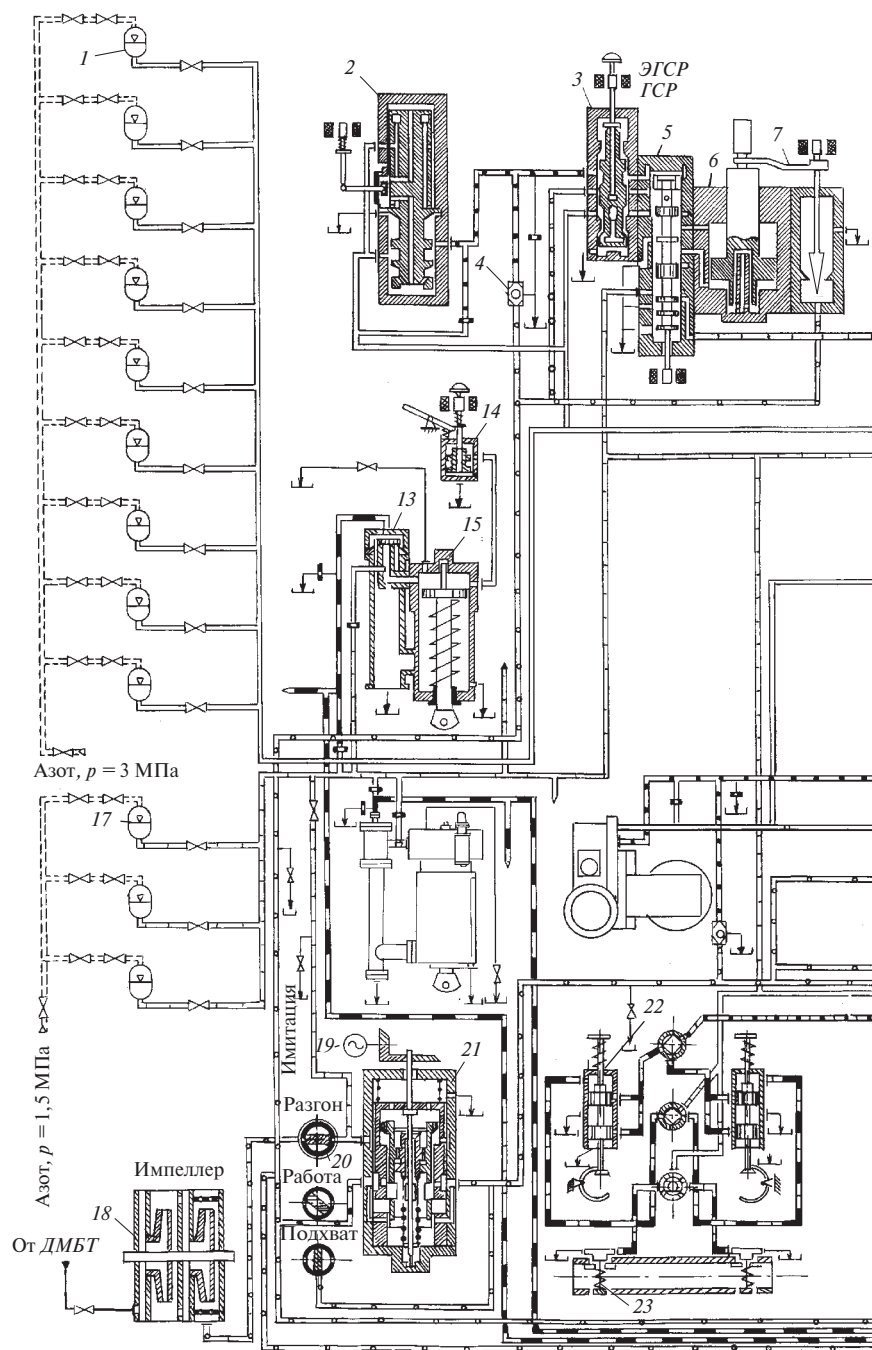 1
2
3
ЭГСР
ГСР
5
6
7
4
14
13
15
Азот, p = 3 МПа
17
Азот, p = 1,5 МПа
Имитация
19
21
22
Разгон
20
Работа
Подхват
Импеллер
18
От ДМБТ
23